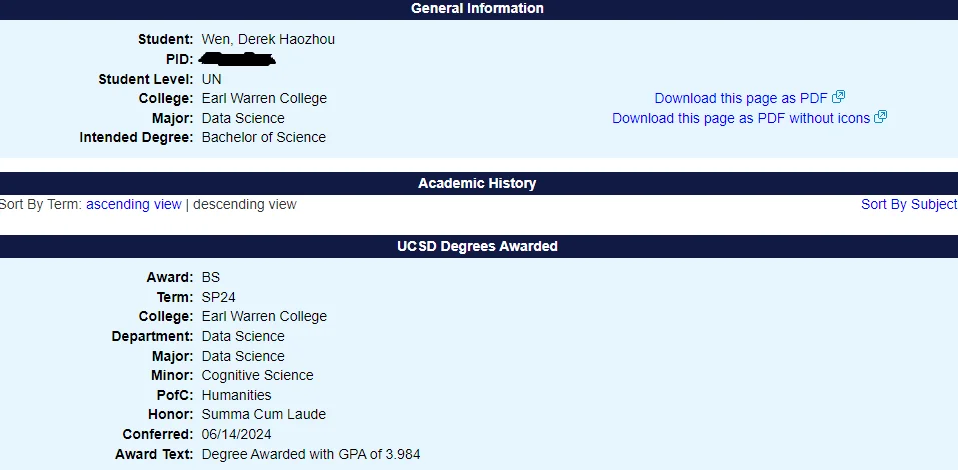 General Information
Student: Wen, Derek Haozhou
PID:
Student Level: UN
College: Earl Warren College
Download this page as PDF
Major: Data Science
Download this page as PDF without icons
Intended Degree: Bachelor of Science
Academic History
Sort By Term: ascending view | descending view
Sort By Subject
UCSD Degrees Awarded
Award: BS
Term: SP24
College: Earl Warren College
Department: Data Science
Major: Data Science
Minor: Cognitive Science
PofC: Humanities
Honor: Summa Cum Laude
Conferred: 06/14/2024
Award Text: Degree Awarded with GPA of 3.984